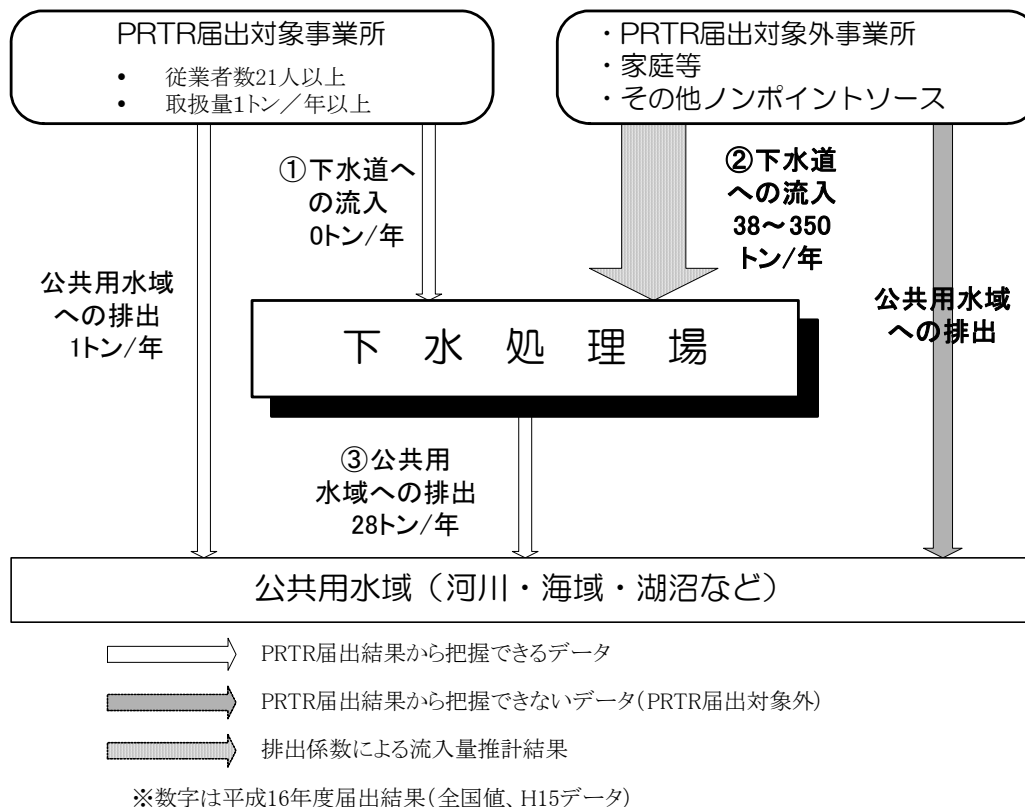 PRTR届出対象事業所
• 従業者数21人以上
• 取扱量1トン／年以上
・PRTR届出対象外事業所
・家庭等
・その他ノンポイントソース
①下水道へ
の流入
0トン/年
②下水道
への流入
38～350
トン/年
公共用水域
への排出
1トン/年
公共用水域
への排出
下水処理場
③公共用
水域への排出
28トン/年
公共用水域（河川・海域・湖沼など）
PRTR届出結果から把握できるデータ
PRTR届出結果から把握できないデータ(PRTR届出対象外)
排出係数による流入量推計結果
※数字は平成16年度届出結果(全国値、H15データ)